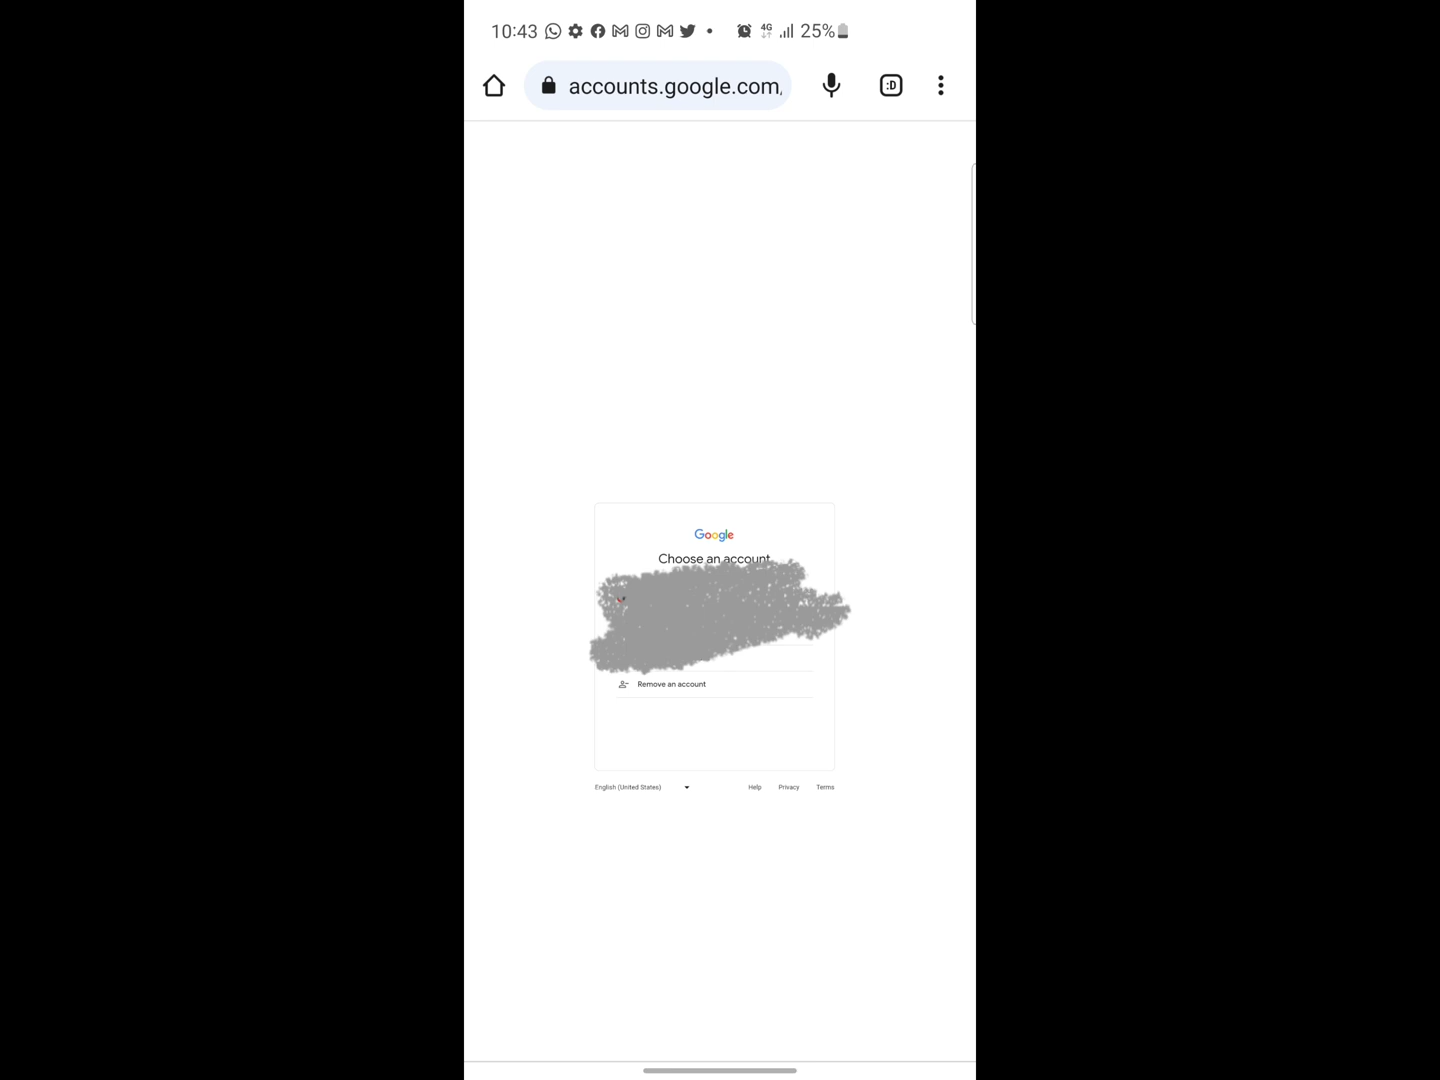 10:43 4G 25%
accounts.google.com
:D
Google
Choose an account
Remove an account
English (United States) Help Privacy Terms